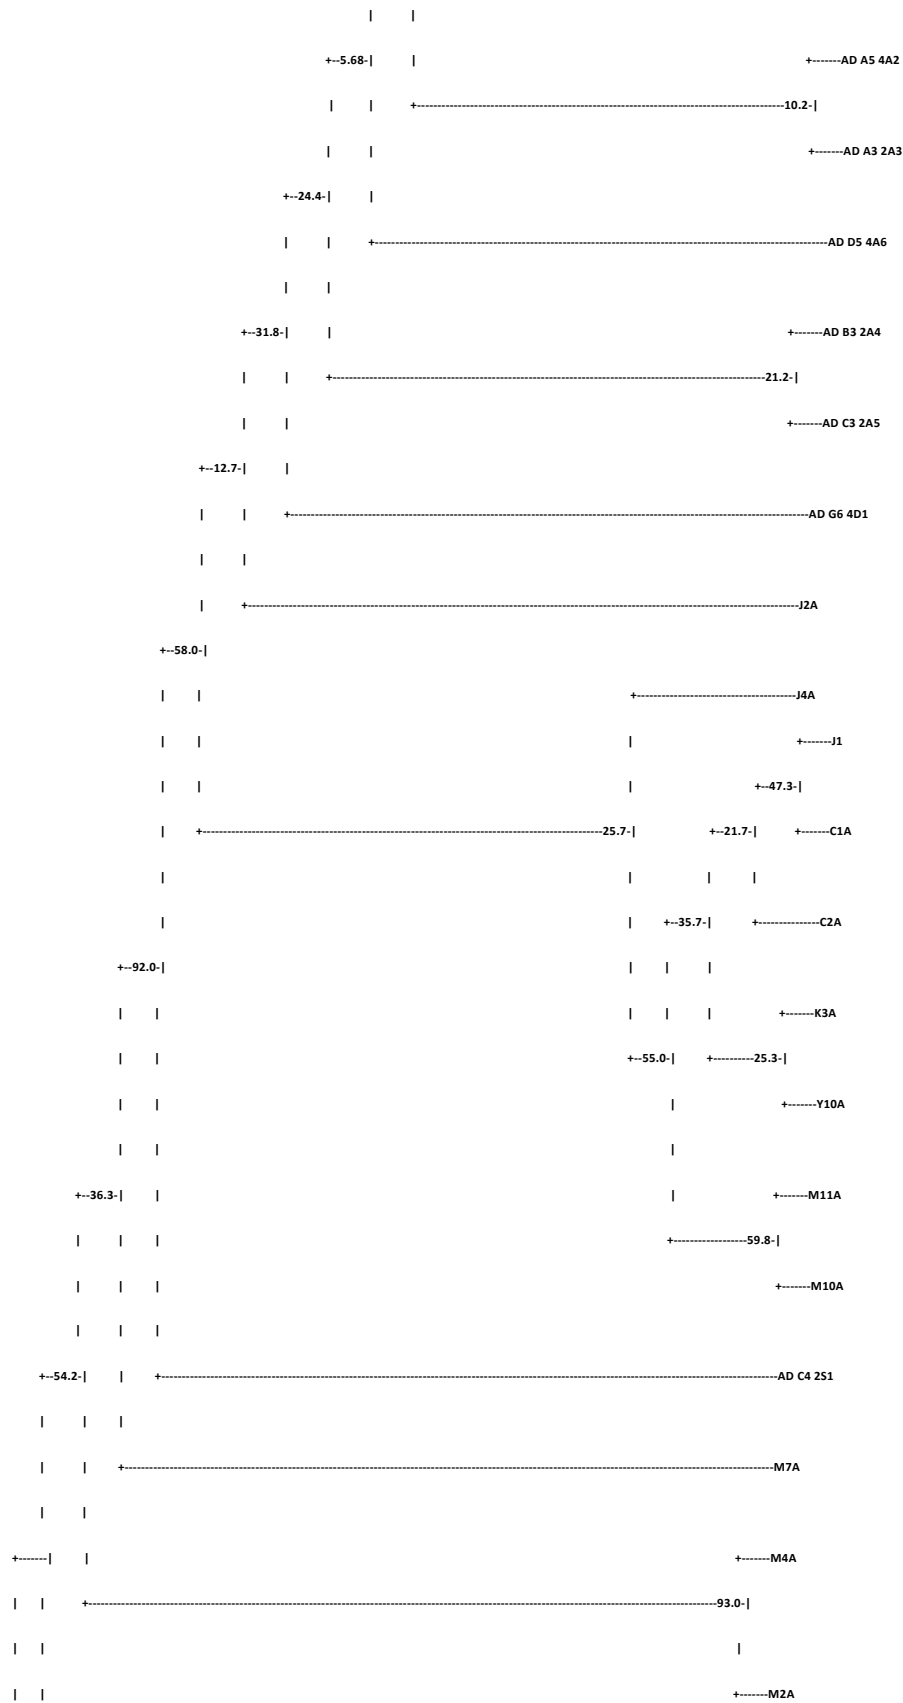 5.68 AD A5 4A2
10.2
AD A3 2A3
24.4
AD D5 4A6
31.8 AD B3 2A4
21.2
AD C3 2A5
12.7
AD G6 4D1
J2A
58.0
J4A
J1
47.3
25.7 21.7 C1A
35.7 C2A
92.0
K3A
55.0 25.3
Y10A
36.3 M11A
59.8
M10A
54.2 AD C4 2S1
M7A
M4A
93.0
M2A